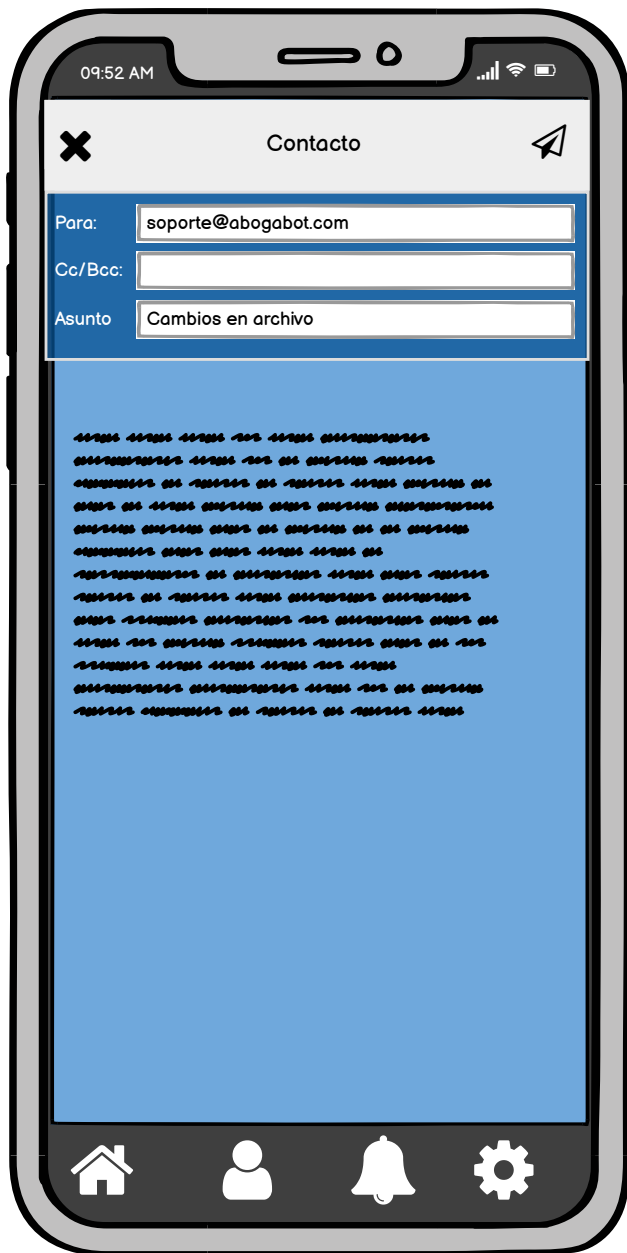 09:52 AM
Contacto
Para: soporte@abogabot.com
Cc/Bcc:
Asunto Cambios en archivo